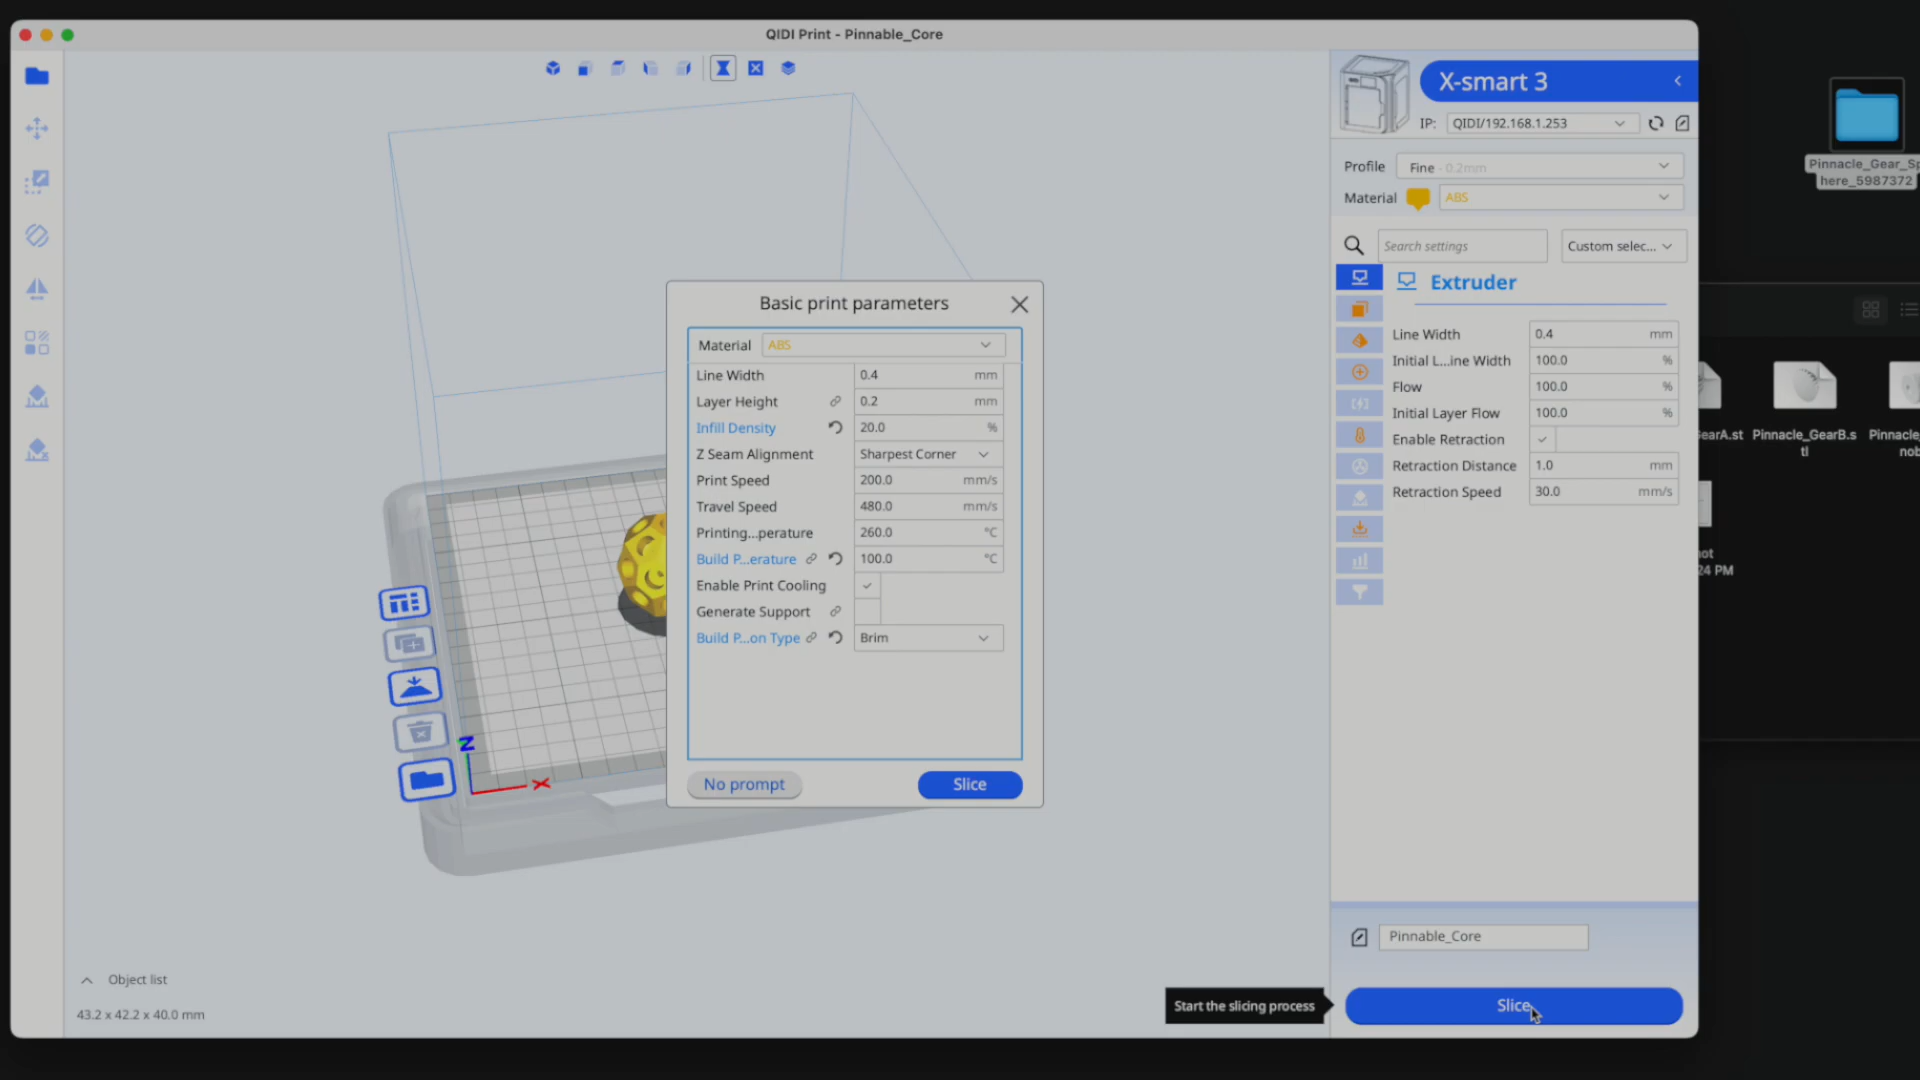 QIDI Print - Pinnable_Core
X-smart 3
IP:
QIDI/192.168.1.253
Profile
Fine - 0.2mm
Material
ABS
Search settings
Custom selec...
Extruder
Line Width
0.4
mm
Initial L...ine Width
100.0
%
Flow
100.0
%
Initial Layer Flow
100.0
%
Enable Retraction
Retraction Distance
1.0
mm
Retraction Speed
30.0
mm/s
Basic print parameters
Material
ABS
Line Width
0.4
mm
Layer Height
0.2
mm
Infill Density
20.0
%
Z Seam Alignment
Sharpest Corner
Print Speed
200.0
mm/s
Travel Speed
480.0
mm/s
Printing...perature
260.0
°C
Build P...erature
100.0
°C
Enable Print Cooling
Generate Support
Build P...on Type
Brim
No prompt
Slice
Z
X
Object list
43.2 x 42.2 x 40.0 mm
Pinnable_Core
Start the slicing process
Slice
Pinnacle_Gear_Sp
here_5987372
earA.st
Pinnacle_GearB.s
tl
Pinnacle_
nob
ot
24 PM